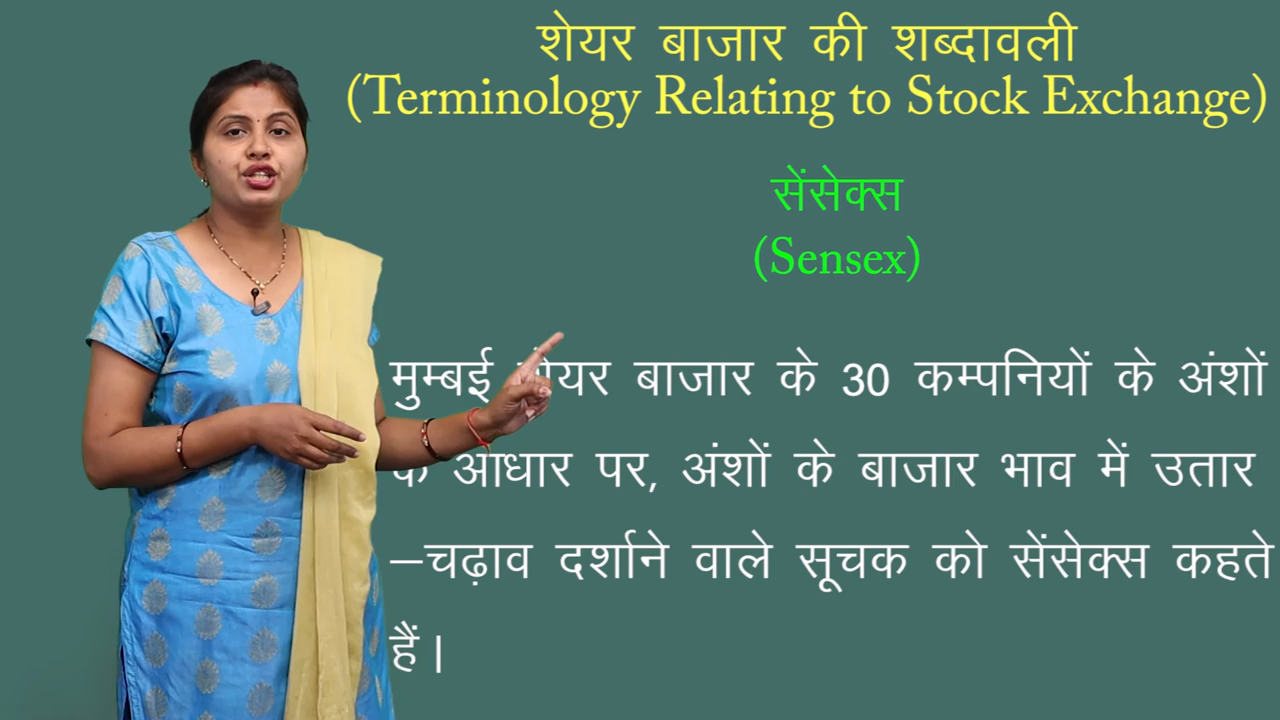 शेयर बाजार की शब्दावली
(Terminology Relating to Stock Exchange)
सेंसेक्स
(Sensex)
मुम्बई शेयर बाजार के 30 कम्पनियों के अंशों
के आधार पर, अंशों के बाजार भाव में उतार
–चढ़ाव दर्शाने वाले सूचक को सेंसेक्स कहते
हैं।